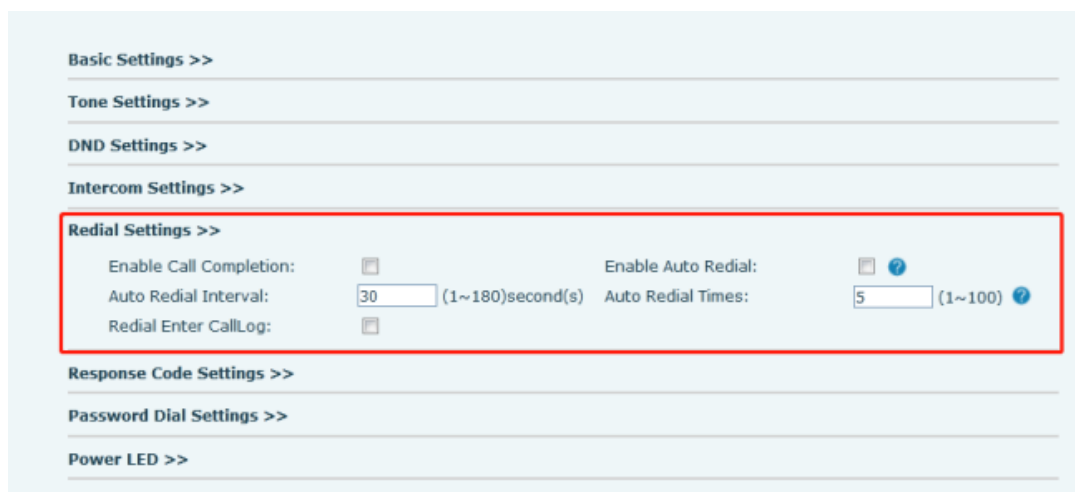 Basic Settings >>
Tone Settings >>
DND Settings >>
Intercom Settings >>
Redial Settings >>
Enable Call Completion: Enable Auto Redial: ?
Auto Redial Interval: 30 (1~180)second(s) Auto Redial Times: 5 (1~100) ?
Redial Enter CallLog:
Response Code Settings >>
Password Dial Settings >>
Power LED >>